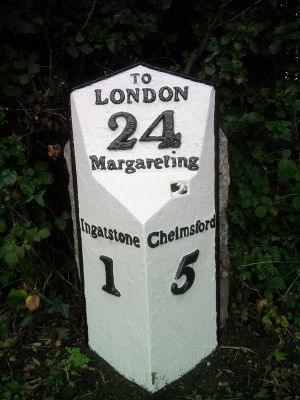 TO
LONDON
24
Margareting
Ingatstone Chelmsford
1 5